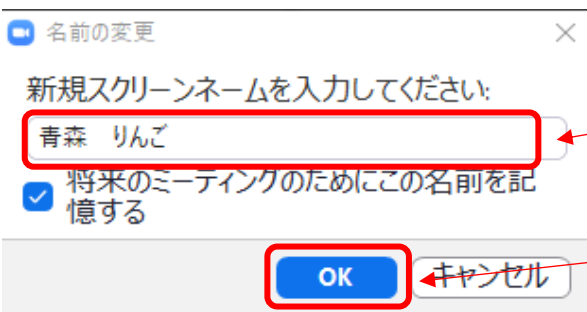 名前の変更
新規スクリーンネームを入力してください:
青森　りんご
将来のミーティングのためにこの名前を記
憶する
OK キャンセル